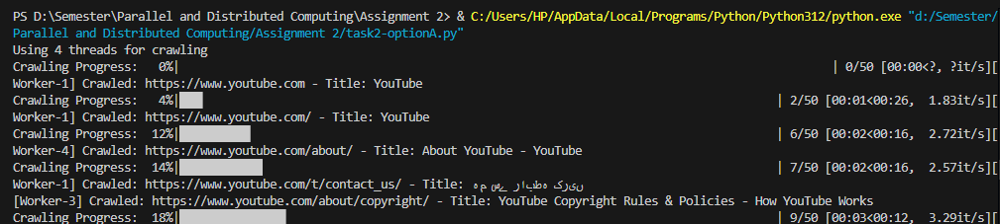 PS D:\Semester\Parallel and Distributed Computing\Assignment 2> & C:/Users/HP/AppData/Local/Programs/Python/Python312/python.exe "d:/Semester/
Parallel and Distributed Computing/Assignment 2/task2-optionA.py"
Using 4 threads for crawling
Crawling Progress:   0%| | 0/50 [00:00<?, ?it/s][
Worker-1] Crawled: https://www.youtube.com - Title: YouTube
Crawling Progress:   4%| | 2/50 [00:01<00:26,  1.83it/s][
Worker-1] Crawled: https://www.youtube.com/ - Title: YouTube
Crawling Progress:  12%| | 6/50 [00:02<00:16,  2.72it/s][
Worker-4] Crawled: https://www.youtube.com/about/ - Title: About YouTube - YouTube
Crawling Progress:  14%| | 7/50 [00:02<00:16,  2.57it/s][
Worker-1] Crawled: https://www.youtube.com/t/contact_us/ - Title: ہم سے رابطہ کریں
[Worker-3] Crawled: https://www.youtube.com/about/copyright/ - Title: YouTube Copyright Rules & Policies - How YouTube Works
Crawling Progress:  18%| | 9/50 [00:03<00:12,  3.29it/s][